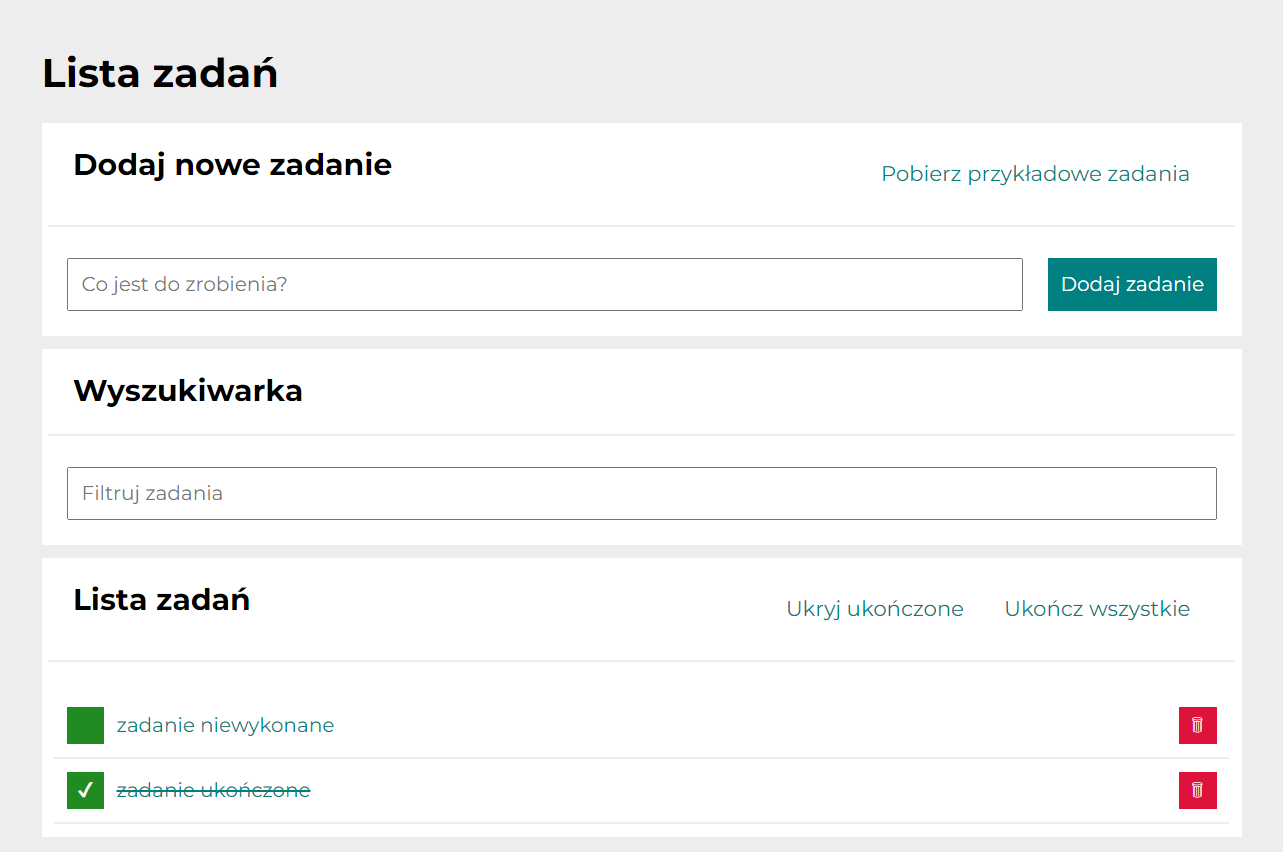 Lista zadań
Dodaj nowe zadanie
Pobierz przykładowe zadania
Co jest do zrobienia?
Dodaj zadanie
Wyszukiwarka
Filtruj zadania
Lista zadań
Ukryj ukończone
Ukończ wszystkie
zadanie niewykonane
zadanie ukończone